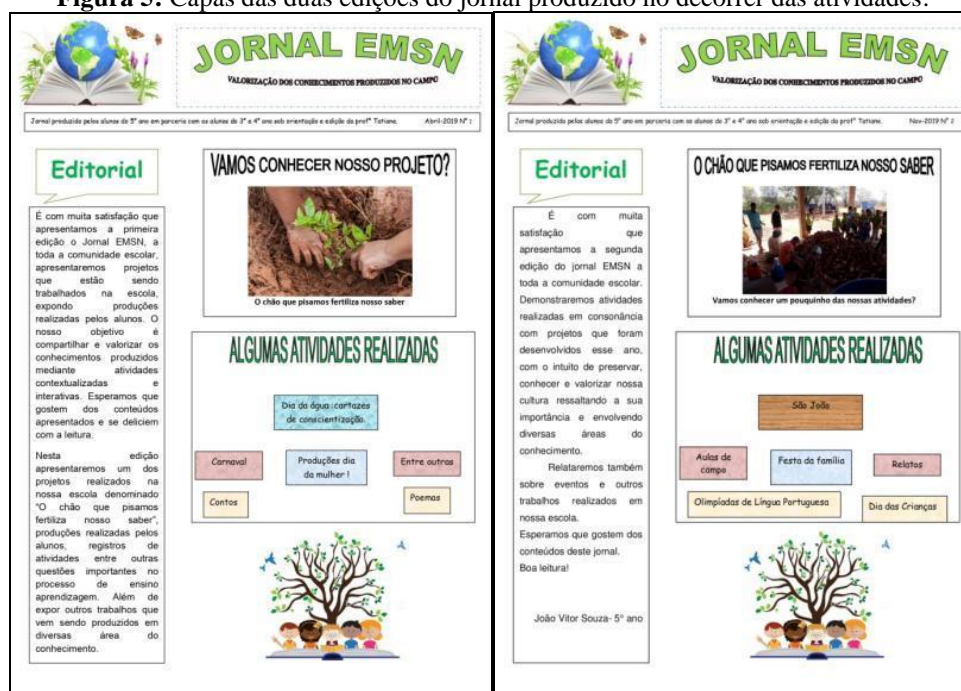 Figura 5: Capas das duas edições do jornal produzido no decorrer das atividades.
JORNAL EMSN
VALORIZAÇÃO DOS CONHECIMENTOS PRODUZIDOS NO CAMPO
Jornal produzido pelos alunos do 5° ano em parceria com os alunos do 3° e 4° ano sob orientação e edição da profª Tatiane. Abril-2019 N° 1
Editorial
É com muita satisfação que
apresentamos a primeira
edição o Jornal EMSN, a
toda a comunidade escolar,
apresentaremos projetos
que estão sendo
trabalhados na escola,
expondo produções
realizadas pelos alunos. O
nosso objetivo é
compartilhar e valorizar os
conhecimentos produzidos
mediante atividades
contextualizadas e
interativas. Esperamos que
gostem dos conteúdos
apresentados e se deliciem
com a leitura.
Nesta edição
apresentaremos um dos
projetos realizados na
nossa escola denominado
"O chão que pisamos
fertiliza nosso saber",
produções realizadas pelos
alunos, registros de
atividades entre outras
questões importantes no
processo de ensino
aprendizagem. Além de
expor outros trabalhos que
vem sendo produzidos em
diversas área do
conhecimento.
VAMOS CONHECER NOSSO PROJETO?
O chão que pisamos fertiliza nosso saber
ALGUMAS ATIVIDADES REALIZADAS
Dia da água :cartazes
de conscientização.
Carnaval
Produções dia
da mulher !
Entre outras
Contos
Poemas
JORNAL EMSN
VALORIZAÇÃO DOS CONHECIMENTOS PRODUZIDOS NO CAMPO
Jornal produzido pelos alunos do 5° ano em parceria com os alunos do 3° e 4° ano sob orientação e edição da profª Tatiane. Nov-2019 N° 2
Editorial
É com muita
satisfação que
apresentamos a segunda
edição do jornal EMSN a
toda a comunidade escolar.
Demonstraremos atividades
realizadas em consonância
com projetos que foram
desenvolvidos esse ano,
com o intuito de preservar,
conhecer e valorizar nossa
cultura ressaltando a sua
importância e envolvendo
diversas áreas do
conhecimento.
Relataremos também
sobre eventos e outros
trabalhos realizados em
nossa escola.
Esperamos que gostem dos
conteúdos deste jornal.
Boa leitura!
João Vitor Souza- 5° ano
O CHÃO QUE PISAMOS FERTILIZA NOSSO SABER
Vamos conhecer um pouquinho das nossas atividades?
ALGUMAS ATIVIDADES REALIZADAS
São João
Aulas de
campo
Festa da família
Relatos
Olimpíadas de Língua Portuguesa
Dia das Crianças